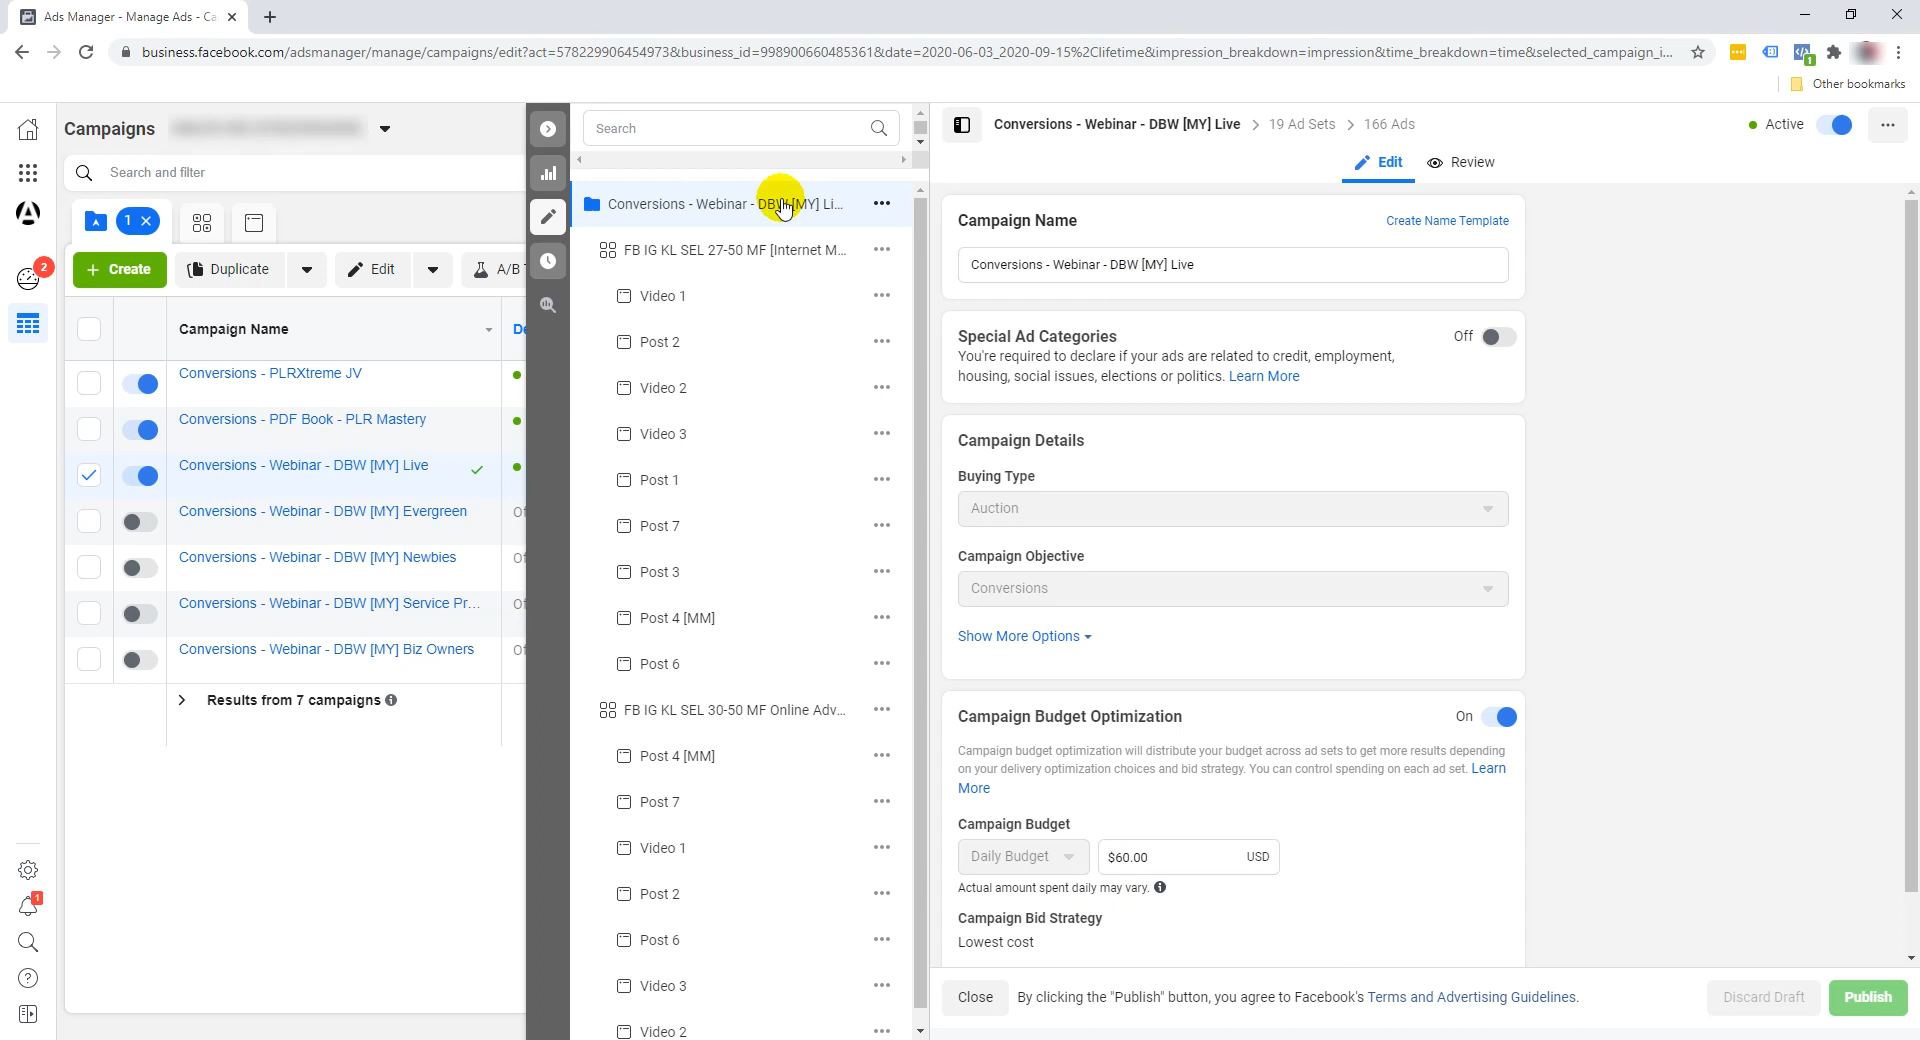 Ads Manager - Manage Ads - Ca
business.facebook.com/adsmanager/manage/campaigns/edit?act=578229906454973&business_id=998900660485361&date=2020-06-03_2020-09-15%2Clifetime&impression_breakdown=impression&time_breakdown=time&selected_campaign_i...
1
Other bookmarks
Campaigns
Search and filter
1
2
Create
Duplicate
Edit
A/B T
Campaign Name
De
Conversions - PLRXtreme JV
Conversions - PDF Book - PLR Mastery
Conversions - Webinar - DBW [MY] Live
Conversions - Webinar - DBW [MY] Evergreen
Of
Conversions - Webinar - DBW [MY] Newbies
Of
Conversions - Webinar - DBW [MY] Service Pr...
Of
Conversions - Webinar - DBW [MY] Biz Owners
Of
Results from 7 campaigns
1
Search
Conversions - Webinar - DBW [MY] Li...
FB IG KL SEL 27-50 MF [Internet M...
Video 1
Post 2
Video 2
Video 3
Post 1
Post 7
Post 3
Post 4 [MM]
Post 6
FB IG KL SEL 30-50 MF Online Adv...
Post 4 [MM]
Post 7
Video 1
Post 2
Post 6
Video 3
Video 2
Conversions - Webinar - DBW [MY] Live > 19 Ad Sets > 166 Ads
Active
Edit
Review
Campaign Name
Create Name Template
Conversions - Webinar - DBW [MY] Live
Special Ad Categories
Off
You're required to declare if your ads are related to credit, employment,
housing, social issues, elections or politics. Learn More
Campaign Details
Buying Type
Auction
Campaign Objective
Conversions
Show More Options
Campaign Budget Optimization
On
Campaign budget optimization will distribute your budget across ad sets to get more results depending
on your delivery optimization choices and bid strategy. You can control spending on each ad set. Learn
More
Campaign Budget
Daily Budget
$60.00
USD
Actual amount spent daily may vary.
Campaign Bid Strategy
Lowest cost
Close
By clicking the "Publish" button, you agree to Facebook's Terms and Advertising Guidelines.
Discard Draft
Publish